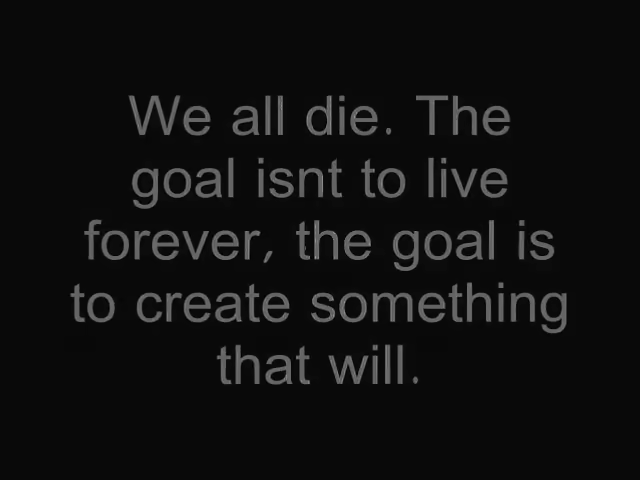 We all die. The
goal isnt to live
forever, the goal is
to create something
that will.